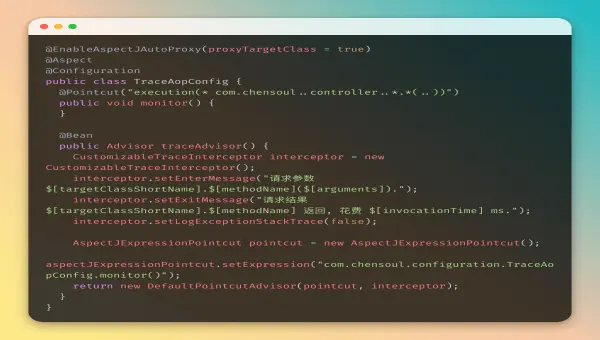 @EnableAspectJAutoProxy(proxyTargetClass = true)
@Aspect
@Configuration
public class TraceAopConfig {
  @Pointcut("execution(* com.chensoul..controller..*.*(..))")
  public void monitor() {
  }

  @Bean
  public Advisor traceAdvisor() {
    CustomizableTraceInterceptor interceptor = new
CustomizableTraceInterceptor();
    interceptor.setEnterMessage("请求参数
$[targetClassShortName].$[methodName]($[arguments]).");
    interceptor.setExitMessage("请求结果
$[targetClassShortName].$[methodName] 返回, 花费 $[invocationTime] ms.");
    interceptor.setLogExceptionStackTrace(false);

    AspectJExpressionPointcut pointcut = new AspectJExpressionPointcut();

aspectJExpressionPointcut.setExpression("com.chensoul.configuration.TraceAo
pConfig.monitor()");
    return new DefaultPointcutAdvisor(pointcut, interceptor);
  }
}